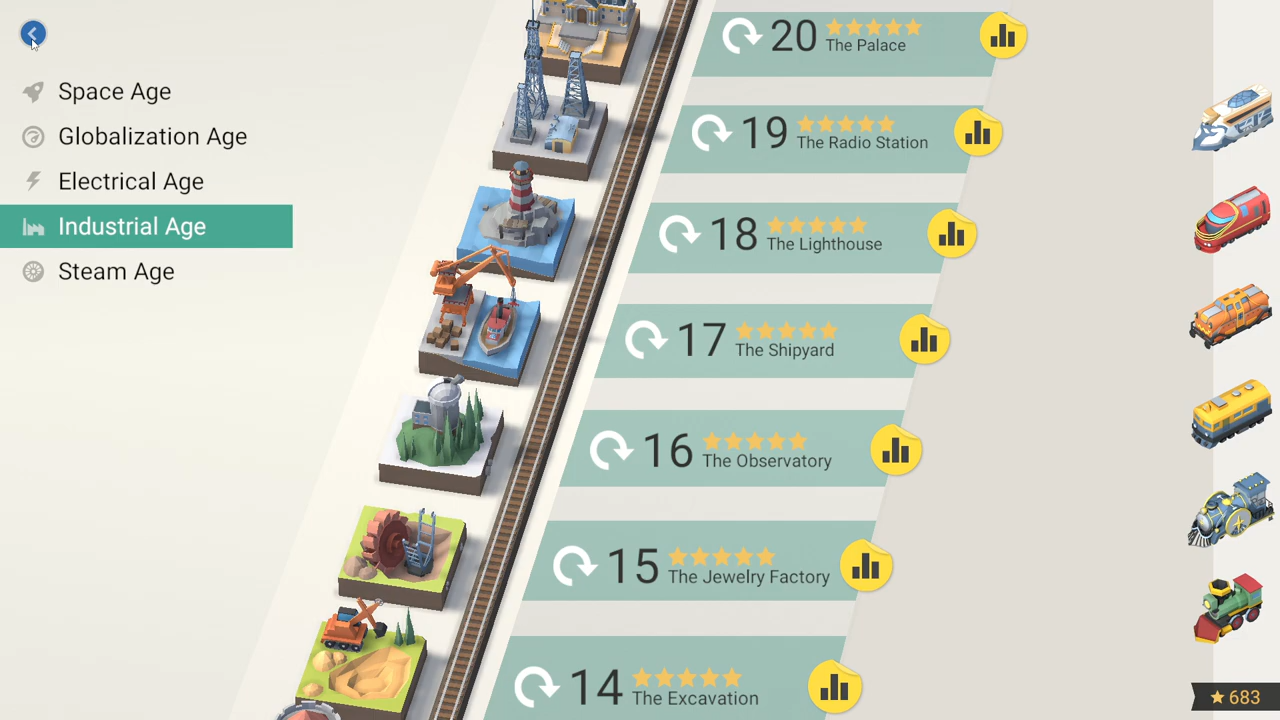 Space Age
Globalization Age
Electrical Age
Industrial Age
Steam Age
20
The Palace
19
The Radio Station
18
The Lighthouse
17
The Shipyard
16
The Observatory
15
The Jewelry Factory
14
The Excavation
683